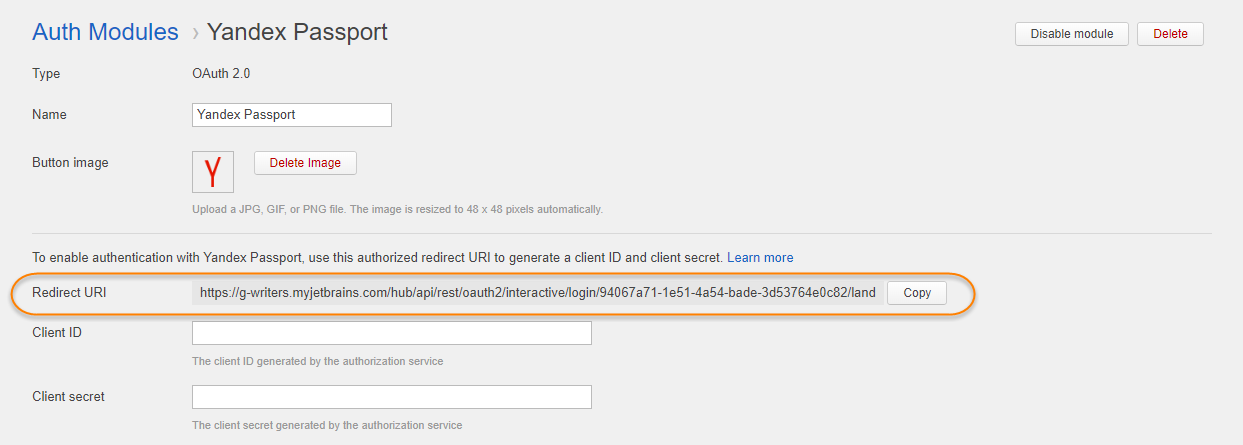 Auth Modules › Yandex Passport
Disable module
Delete
Type
OAuth 2.0
Name
Yandex Passport
Button image
Y
Delete Image
Upload a JPG, GIF, or PNG file. The image is resized to 48 x 48 pixels automatically.
To enable authentication with Yandex Passport, use this authorized redirect URI to generate a client ID and client secret. Learn more
Redirect URI
https://g-writers.myjetbrains.com/hub/api/rest/oauth2/interactive/login/94067a71-1e51-4a54-bade-3d53764e0c82/land
Copy
Client ID
The client ID generated by the authorization service
Client secret
The client secret generated by the authorization service